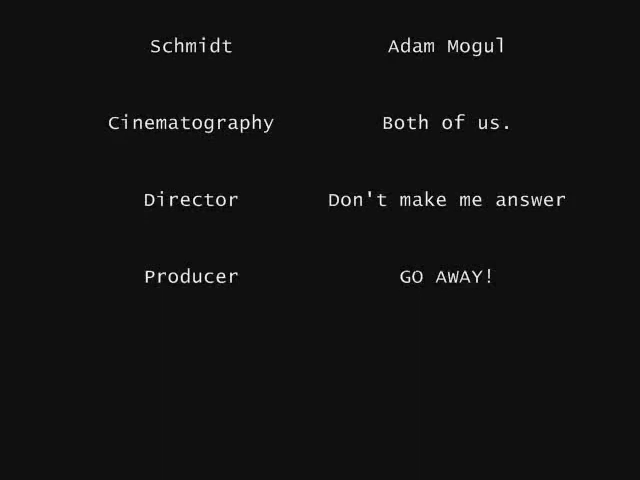 Schmidt Adam Mogul
Cinematography Both of us.
Director Don't make me answer
Producer GO AWAY!